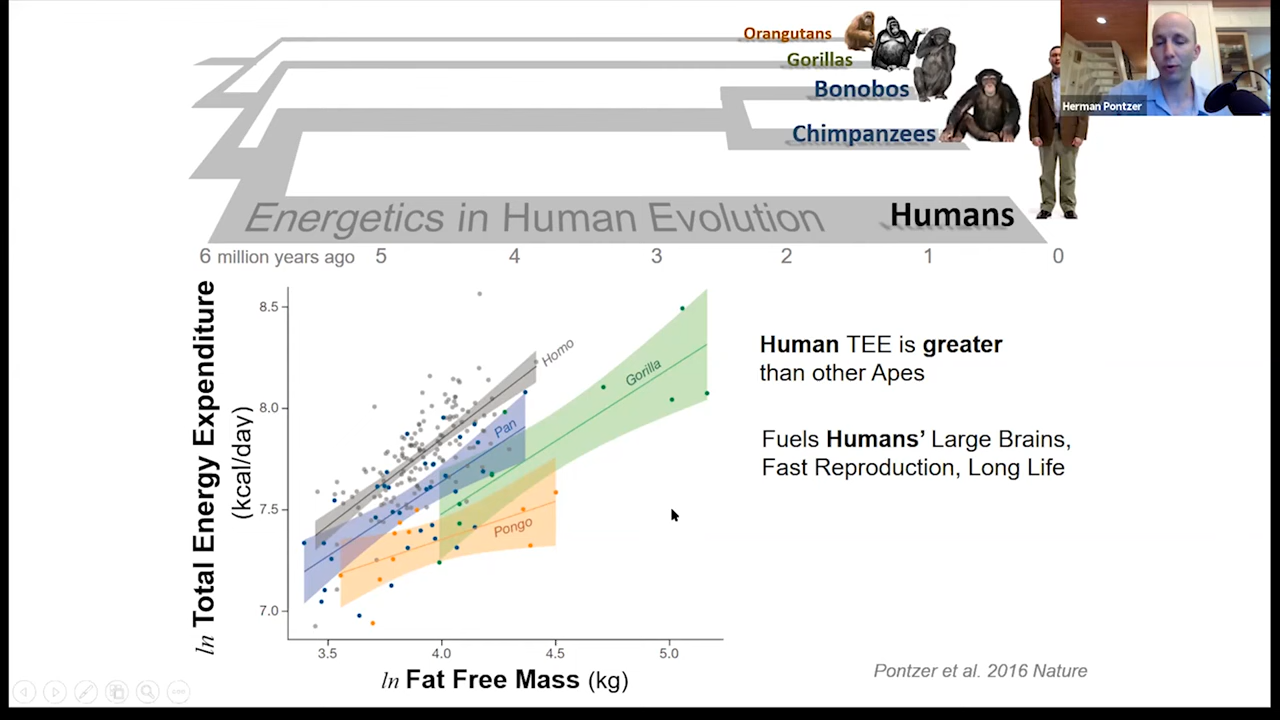 Orangutans
Gorillas
Bonobos
Chimpanzees
Herman Pontzer
Energetics in Human Evolution
Humans
6 million years ago 5 4 3 2 1 0
ln Total Energy Expenditure
(kcal/day)
8.5
8.0
7.5
7.0
Homo
Pan
Gorilla
Pongo
3.5 4.0 4.5 5.0
ln Fat Free Mass (kg)
Human TEE is greater
than other Apes
Fuels Humans' Large Brains,
Fast Reproduction, Long Life
Pontzer et al. 2016 Nature